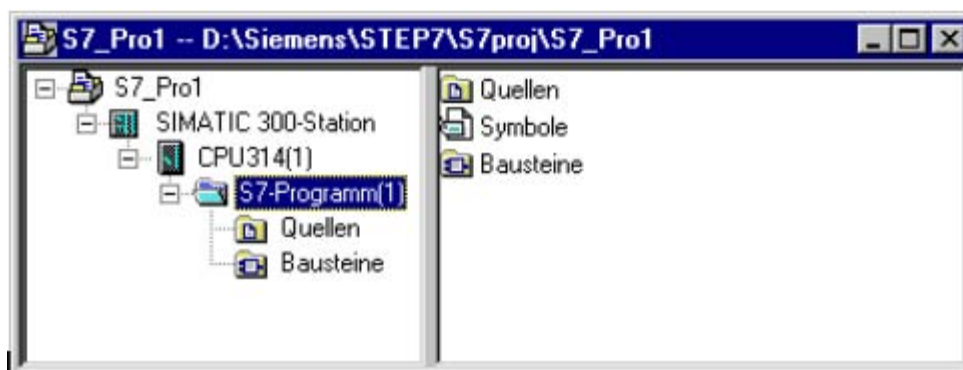 S7_Pro1 -- D:\Siemens\STEP7\S7proj\S7_Pro1
S7_Pro1
SIMATIC 300-Station
CPU314(1)
S7-Programm(1)
Quellen
Bausteine
Quellen
Symbole
Bausteine